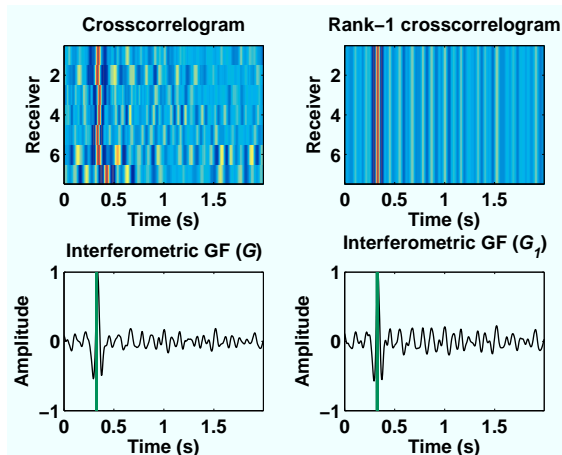 Crosscorrelogram
Receiver
2
4
6
0
0.5
1
1.5
Time (s)
Rank−1 crosscorrelogram
Receiver
2
4
6
0
0.5
1
1.5
Time (s)
Interferometric GF (G)
Amplitude
1
0
−1
0
0.5
1
1.5
Time (s)
Interferometric GF (G1)
Amplitude
1
0
−1
0
0.5
1
1.5
Time (s)